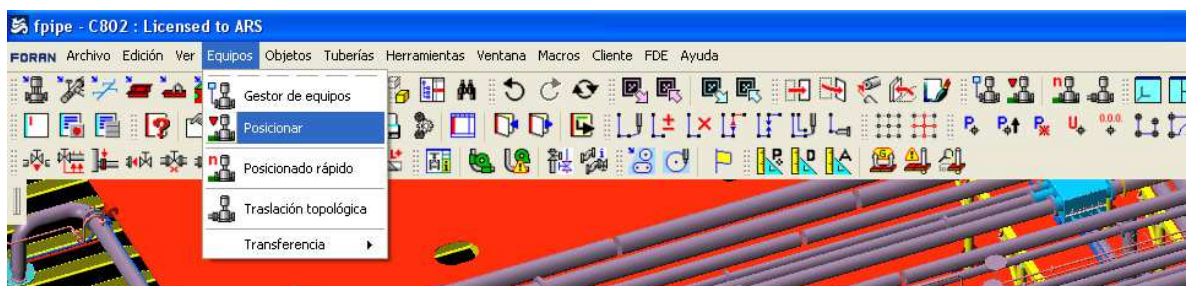 fpipe - C802 : Licensed to ARS
FORAN Archivo Edición Ver Equipos Objetos Tuberías Herramientas Ventana Macros Cliente FDE Ayuda
Gestor de equipos
Posicionar
Posicionado rápido
Traslación topológica
Transferencia